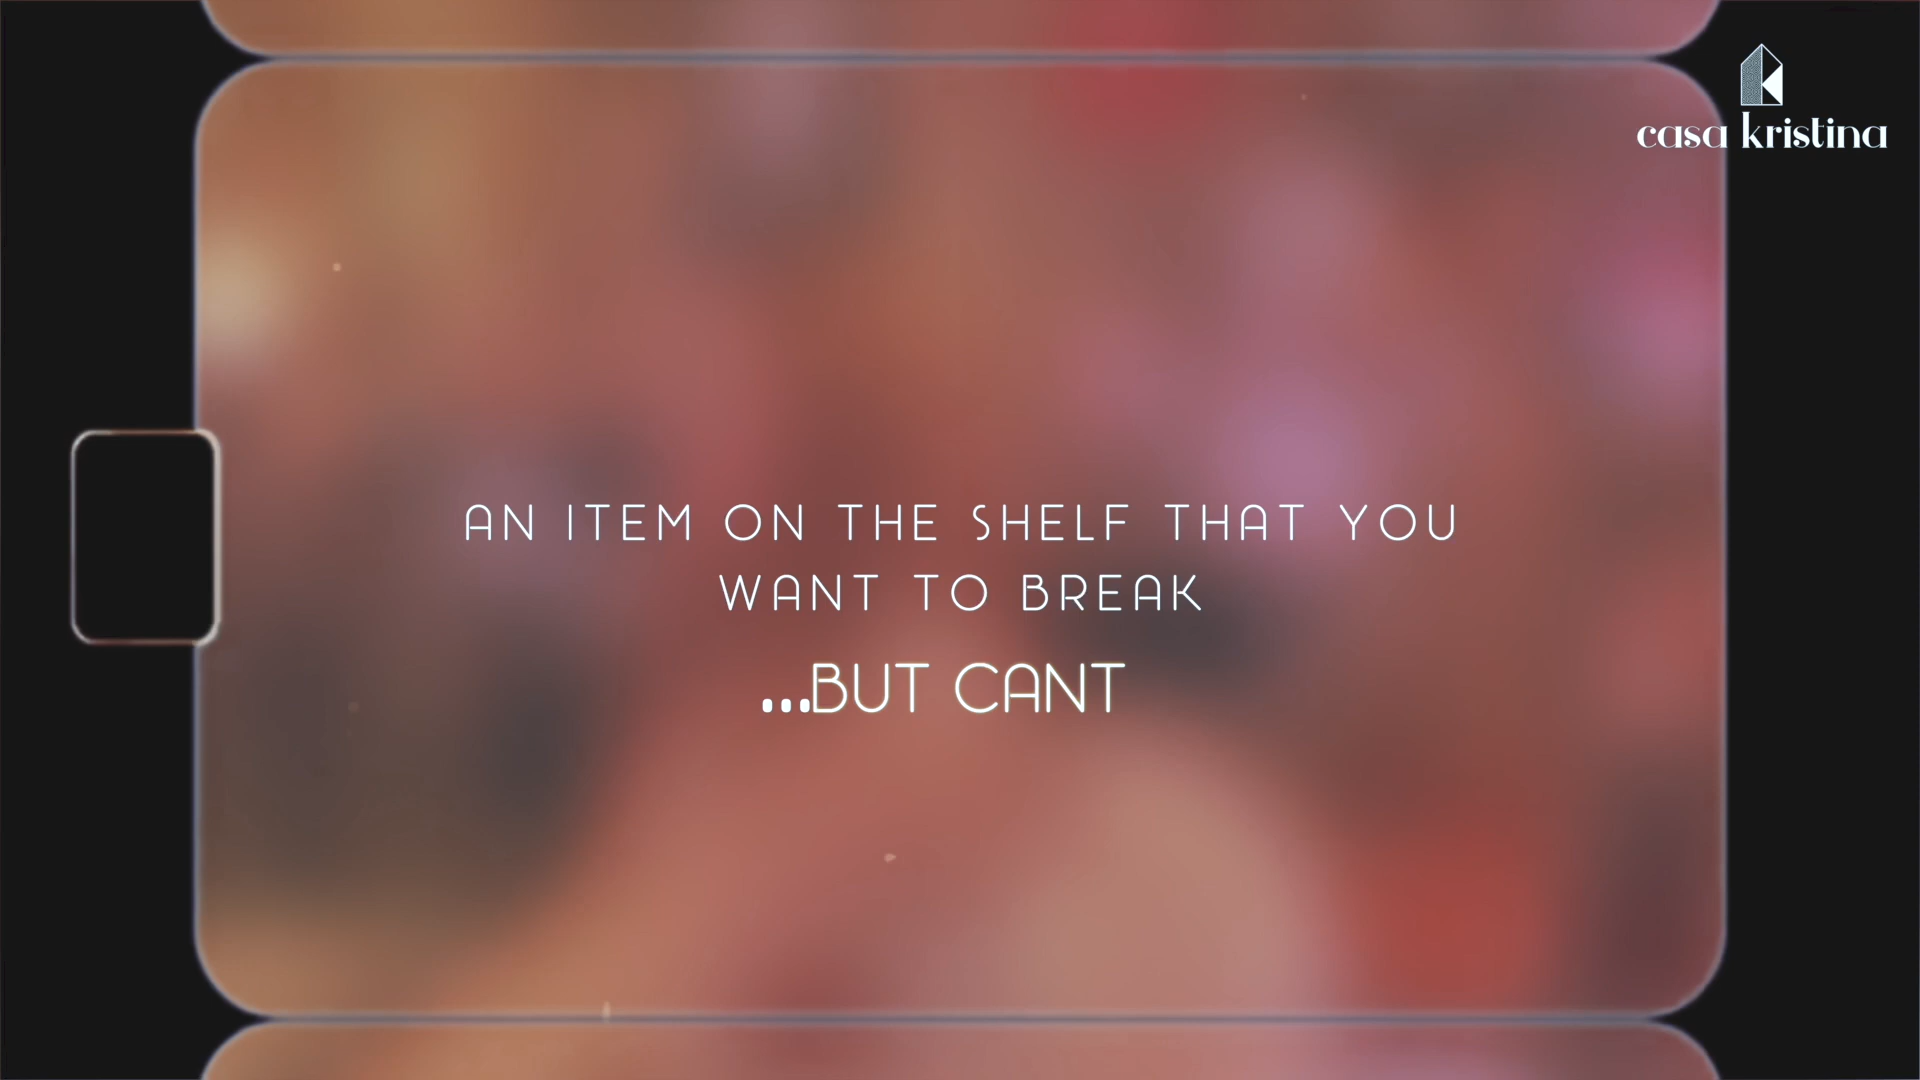 casa kristina
AN ITEM ON THE SHELF THAT YOU
WANT TO BREAK
...BUT CANT